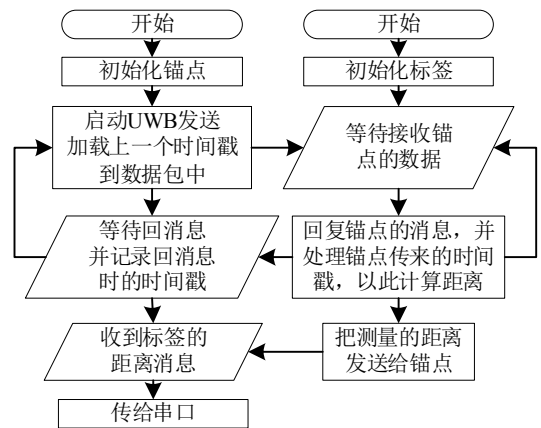 开始
初始化锚点
启动UWB发送
加载上一个时间戳
到数据包中
等待回消息
并记录回消息
时的时间戳
收到标签的
距离消息
传给串口
开始
初始化标签
等待接收锚
点的数据
回复锚点的消息，并
处理锚点传来的时间
戳，以此计算距离
把测量的距离
发送给锚点